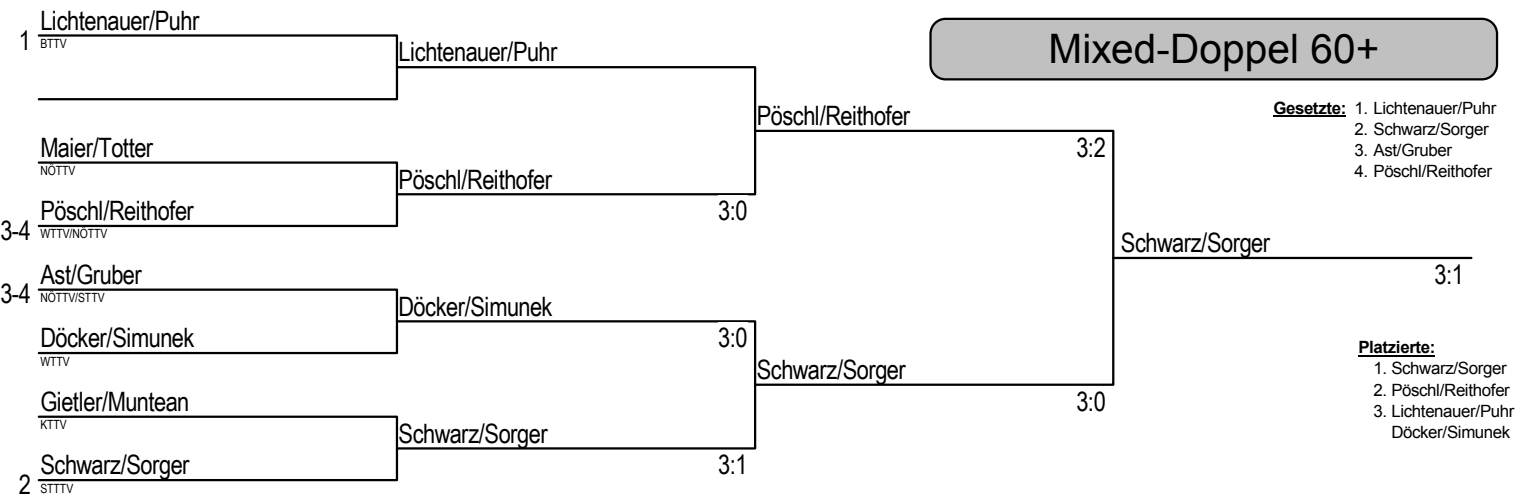 Mixed-Doppel 60+
Gesetzte: 1. Lichtenauer/Puhr
2. Schwarz/Sorger
3. Ast/Gruber
4. Pöschl/Reithofer
1 Lichtenauer/Puhr
BTTV
Maier/Totter
NÖTTV
3-4 Pöschl/Reithofer
WTTV/NÖTTV
3-4 Ast/Gruber
NÖTTV/STTV
Döcker/Simunek
WTTV
Gietler/Muntean
KTTV
2 Schwarz/Sorger
STTTV
Lichtenauer/Puhr
Pöschl/Reithofer
3:0
Döcker/Simunek
3:0
Schwarz/Sorger
3:1
Pöschl/Reithofer
3:2
Schwarz/Sorger
3:0
Schwarz/Sorger
3:1
Platzierte:
1. Schwarz/Sorger
2. Pöschl/Reithofer
3. Lichtenauer/Puhr
Döcker/Simunek